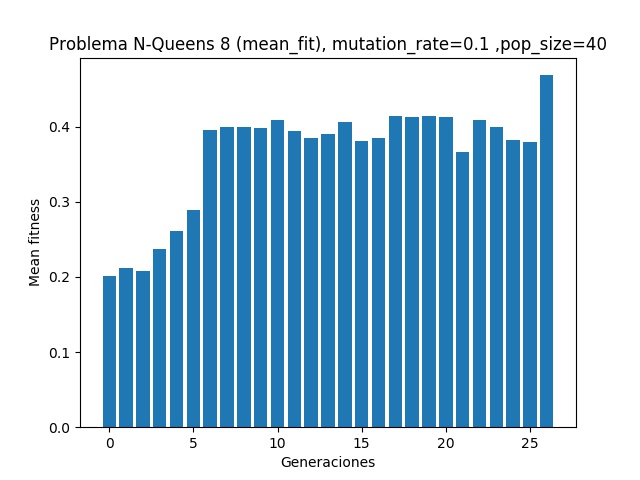 Problema N-Queens 8 (mean_fit), mutation_rate=0.1 ,pop_size=40
Mean fitness
0.4
0.3
0.2
0.1
0.0
0 5 10 15 20 25
Generaciones